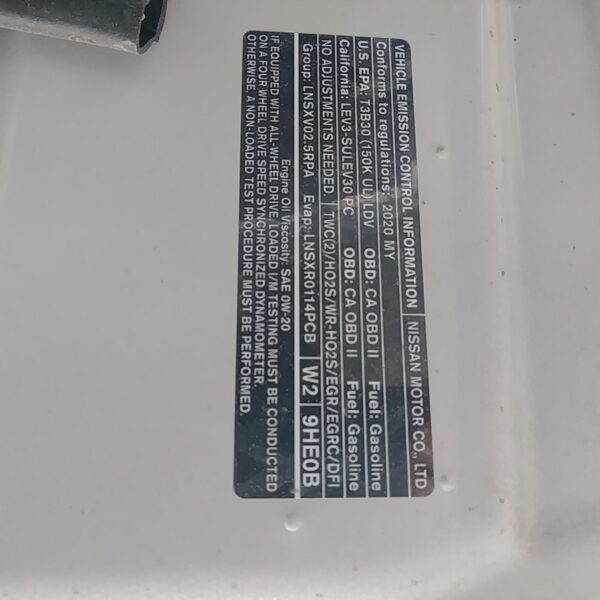 VEHICLE EMISSION CONTROL INFORMATION NISSAN MOTOR CO., LTD
Conforms to regulations: 2020 MY
U.S. EPA: T3B30 (150K UL) LDV OBD: CA OBD II Fuel: Gasoline
California: LEV3-SULEV30 PC OBD: CA OBD II Fuel: Gasoline
NO ADJUSTMENTS NEEDED. TWC(2)/HO2S/WR-HO2S/EGR/EGRC/DFI
Group: LNSXV02.5RPA Evap: LNSXR0114PCB W2 9HE0B
Engine Oil Viscosity: SAE 0W-20
IF EQUIPPED WITH ALL-WHEEL DRIVE, LOADED I/M TESTING MUST BE CONDUCTED
ON A FOUR WHEEL DRIVE SPEED SYNCHRONIZED DYNAMOMETER.
OTHERWISE, A NON-LOADED TEST PROCEDURE MUST BE PERFORMED.